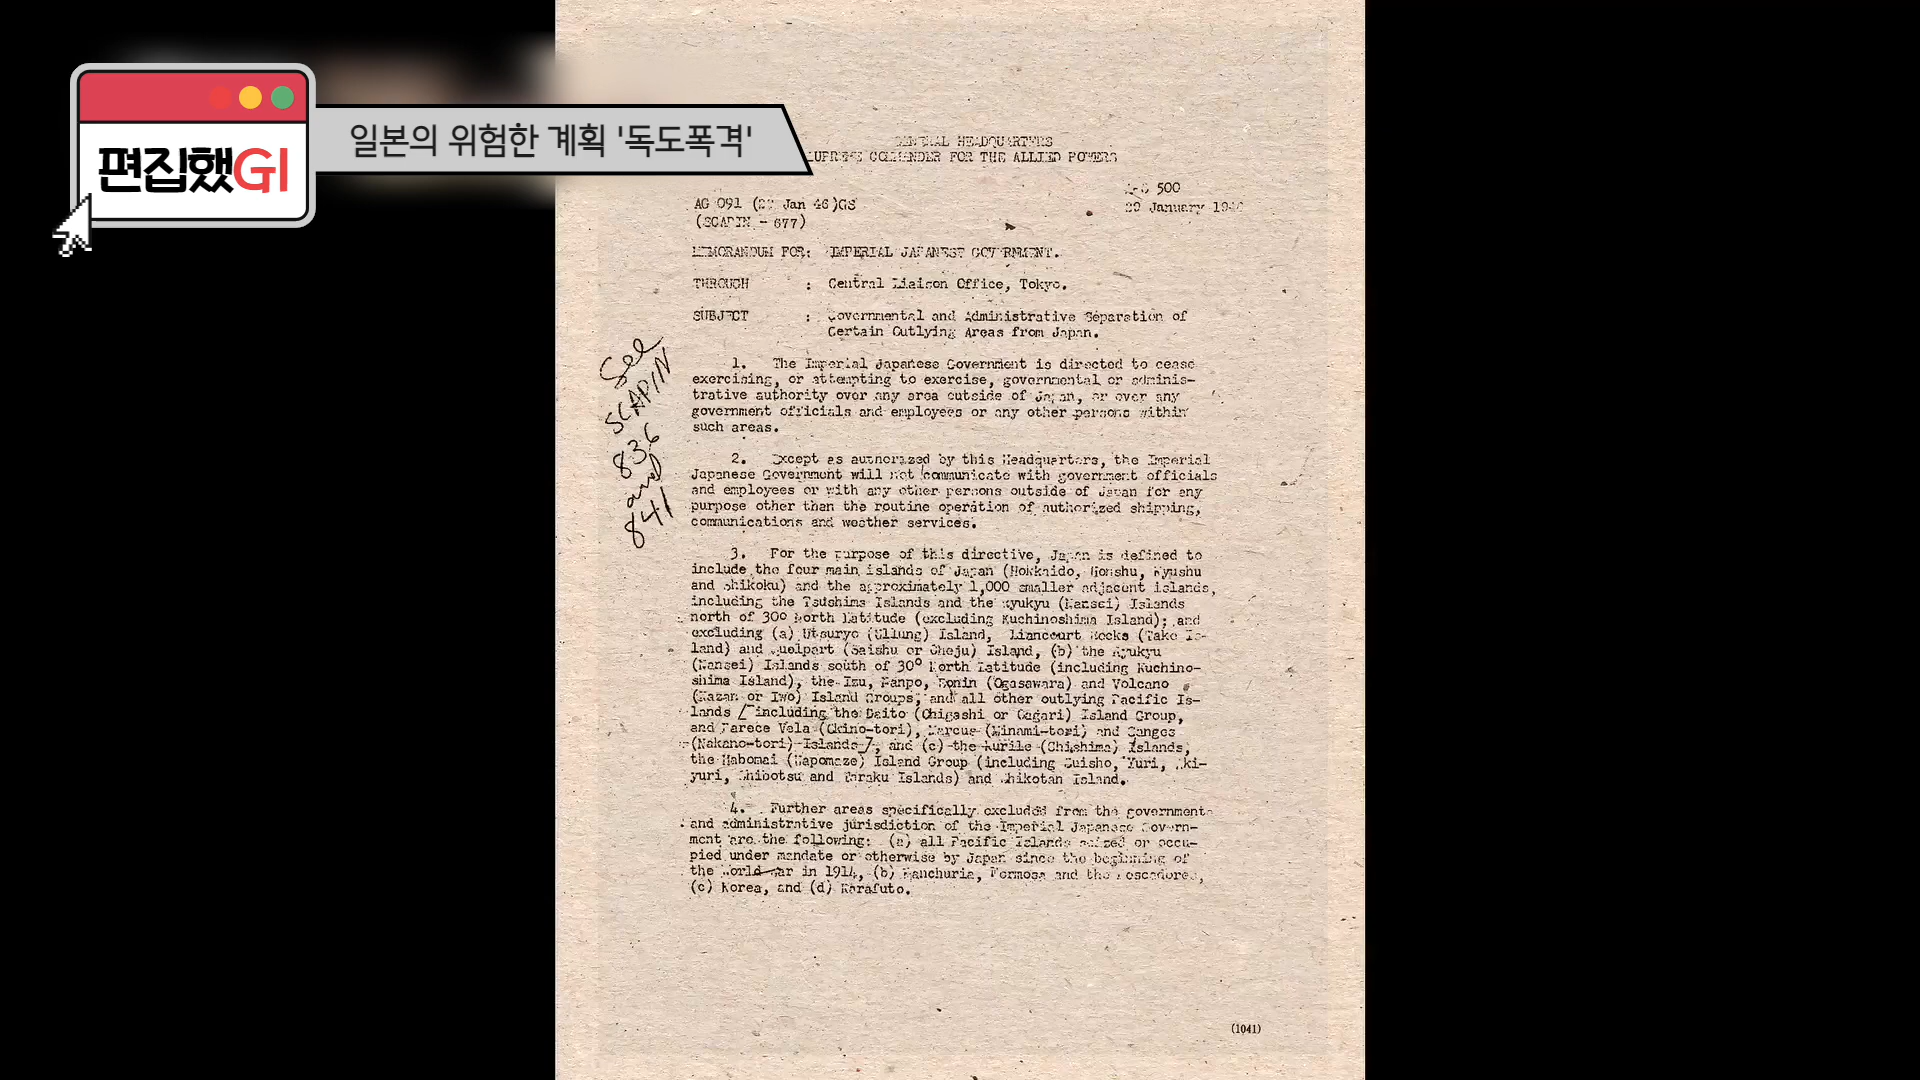 편집했GI
일본의 위험한 계획 '독도폭격'
GENERAL HEADQUARTERS
SUPREME COMMANDER FOR THE ALLIED POWERS
500
AG 091 (27 Jan 46)GS
29 January 1946
(SCAPIN - 677)
MEMORANDUM FOR: IMPERIAL JAPANESE GOVERNMENT.
THROUGH : Central Liaison Office, Tokyo.
SUBJECT : Governmental and Administrative Separation of
Certain Outlying Areas from Japan.
See
SCAPIN
836
and
841
1. The Imperial Japanese Government is directed to cease
exercising, or attempting to exercise, governmental or adminis-
trative authority over any area outside of Japan, or over any
government officials and employees or any other persons within
such areas.
2. Except as authorized by this Headquarters, the Imperial
Japanese Government will not communicate with government officials
and employees or with any other persons outside of Japan for any
purpose other than the routine operation of authorized shipping,
communications and weather services.
3. For the purpose of this directive, Japan is defined to
include the four main islands of Japan (Hokkaido, Honshu, Kyushu
and Shikoku) and the approximately 1,000 smaller adjacent islands,
including the Tsushima Islands and the Ryukyu (Nansei) Islands
north of 30° North Latitude (excluding Kuchinoshima Island); and
excluding (a) Utsuryo (Ullung) Island, Liancourt Rocks (Take Is-
land) and Quelpart (Saishu or Cheju) Island, (b) the Ryukyu
(Nansei) Islands south of 30° North Latitude (including Kuchino-
shima Island), the Izu, Nanpo, Bonin (Ogasawara) and Volcano
(Kazan or Iwo) Island Groups, and all other outlying Pacific Is-
lands [including the Daito (Ohigashi or Oagari) Island Group,
and Parece Vela (Okino-tori), Marcus (Minami-tori) and Ganges
(Nakano-tori) Islands], and (c) the Kurile (Chishima) Islands,
the Habomai (Hapomaze) Island Group (including Suisho, Yuri, Aki-
yuri, Shibotsu and Taraku Islands) and Shikotan Island.
4. Further areas specifically excluded from the government
and administrative jurisdiction of the Imperial Japanese Govern-
ment are the following: (a) all Pacific Islands seized or occu-
pied under mandate or otherwise by Japan since the beginning of
the World War in 1914, (b) Manchuria, Formosa and the Pescadores,
(c) Korea, and (d) Karafuto.
(1041)